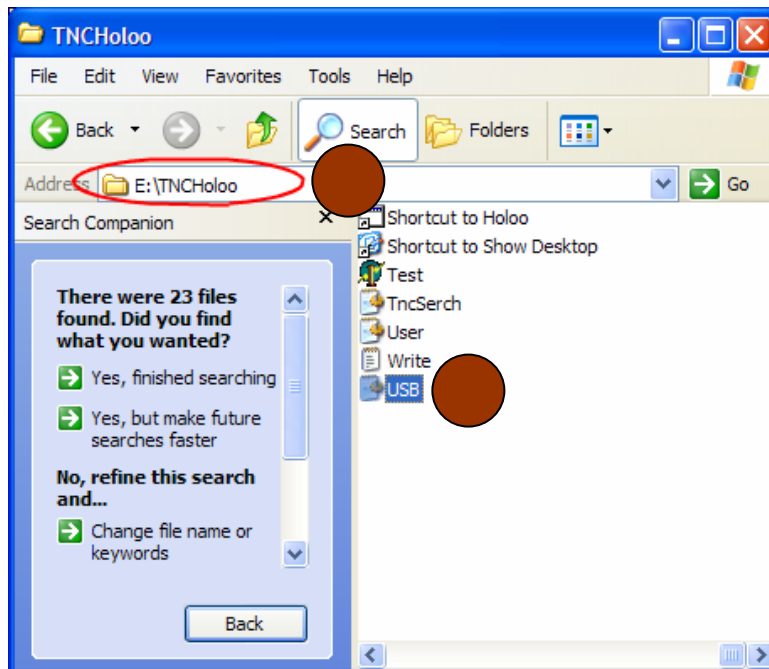 TNCHoloo
File Edit View Favorites Tools Help
Back Search Folders
Address E:\TNCHoloo Go
Search Companion
There were 23 files
found. Did you find
what you wanted?
Yes, finished searching
Yes, but make future
searches faster
No, refine this search
and...
Change file name or
keywords
Back
Shortcut to Holoo
Shortcut to Show Desktop
Test
TncSerch
User
Write
USB